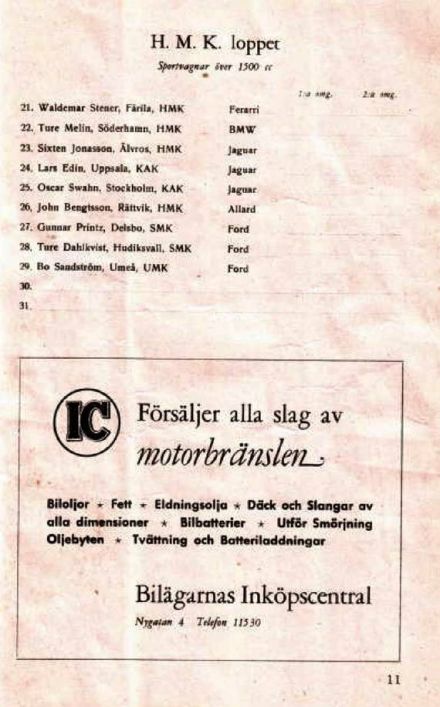 H. M. K. loppet
Sportvagnar över 1500 cc
1:a omg. 2:a omg.
21. Waldemar Stener, Färila, HMK Ferarri
22. Ture Melin, Söderhamn, HMK BMW
23. Sixten Jonasson, Älvros, HMK Jaguar
24. Lars Edin, Uppsala, KAK Jaguar
25. Oscar Swahn, Stockholm, KAK Jaguar
26. John Bengtsson, Rättvik, HMK Allard
27. Gunnar Printz, Delsbo, SMK Ford
28. Ture Dahlkvist, Hudiksvall, SMK Ford
29. Bo Sandström, Umeå, UMK Ford
30.
31.
IC
Försäljer alla slag av
motorbränslen
Biloljor ★ Fett ★ Eldningsolja ★ Däck och Slangar av
alla dimensioner ★ Bilbatterier ★ Utför Smörjning
Oljebyten ★ Tvättning och Batteriladdningar
Bilägarnas Inköpscentral
Nygatan 4 Telefon 11530
11